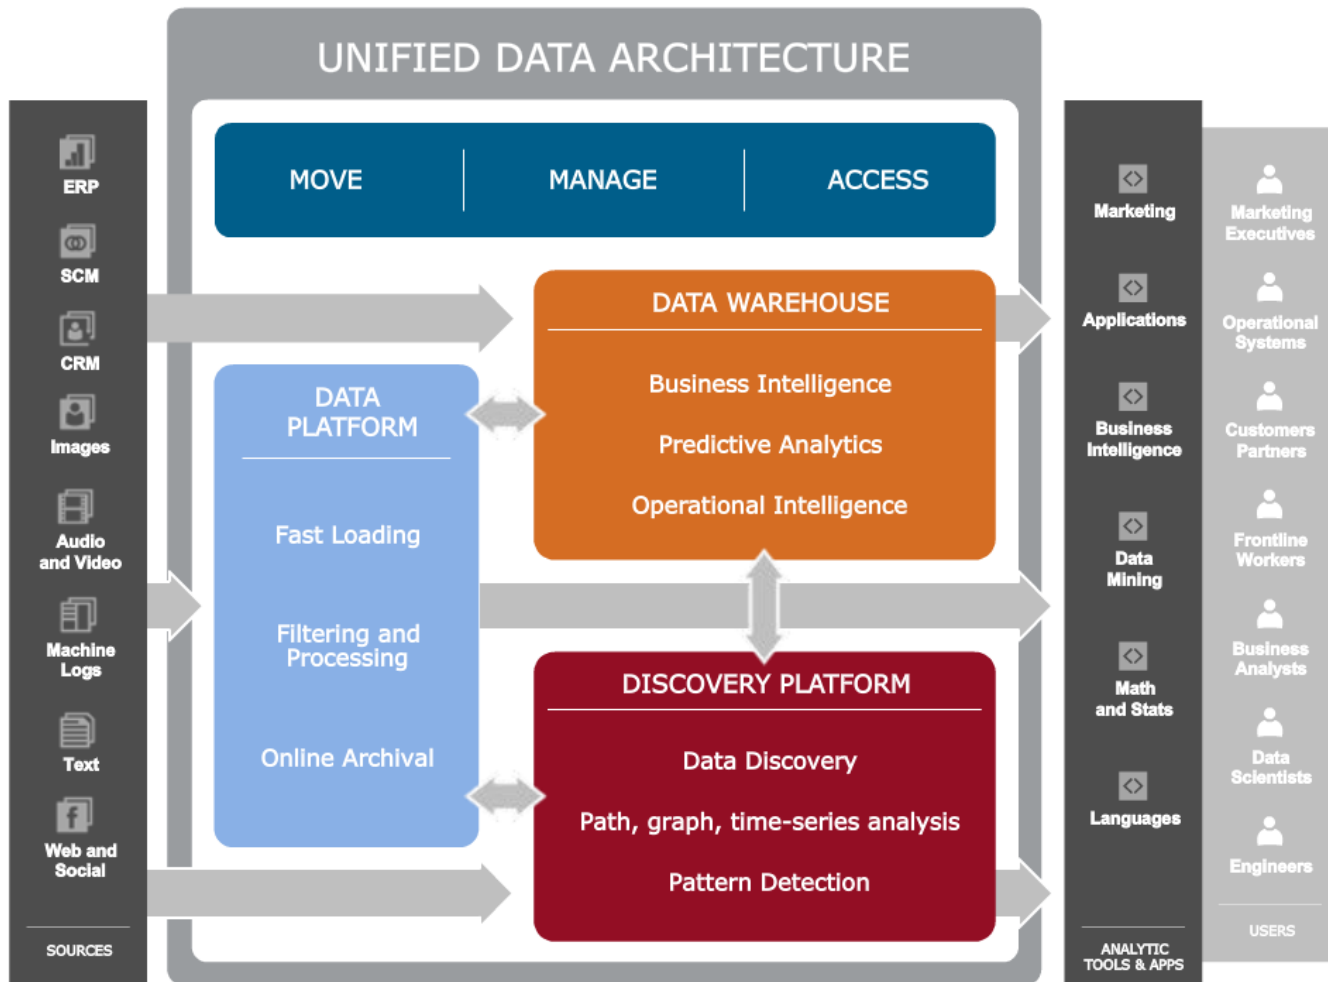 UNIFIED DATA ARCHITECTURE
MOVE
MANAGE
ACCESS
ERP
SCM
CRM
Images
Audio
and Video
Machine
Logs
Text
Web and
Social
SOURCES
DATA
PLATFORM
Fast Loading
Filtering and
Processing
Online Archival
DATA WAREHOUSE
Business Intelligence
Predictive Analytics
Operational Intelligence
DISCOVERY PLATFORM
Data Discovery
Path, graph, time-series analysis
Pattern Detection
Marketing
Applications
Business
Intelligence
Data
Mining
Math
and Stats
Languages
ANALYTIC
TOOLS & APPS
Marketing
Executives
Operational
Systems
Customers
Partners
Frontline
Workers
Business
Analysts
Data
Scientists
Engineers
USERS